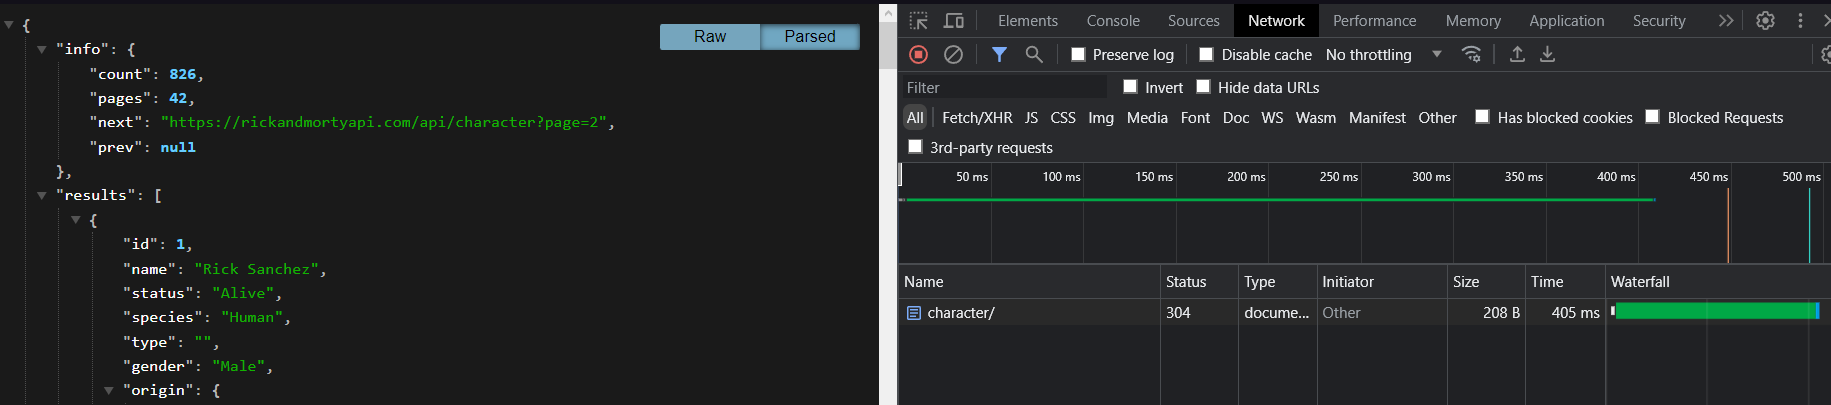 {
"info": {
"count": 826,
"pages": 42,
"next": "https://rickandmortyapi.com/api/character?page=2",
"prev": null
},
"results": [
{
"id": 1,
"name": "Rick Sanchez",
"status": "Alive",
"species": "Human",
"type": "",
"gender": "Male",
"origin": {
Raw Parsed
Elements Console Sources Network Performance Memory Application Security
Preserve log Disable cache No throttling
Filter Invert Hide data URLs
All Fetch/XHR JS CSS Img Media Font Doc WS Wasm Manifest Other Has blocked cookies Blocked Requests
3rd-party requests
50 ms 100 ms 150 ms 200 ms 250 ms 300 ms 350 ms 400 ms 450 ms 500 ms
Name Status Type Initiator Size Time Waterfall
character/ 304 docume... Other 208 B 405 ms